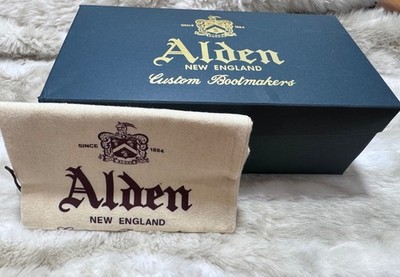 SINCE 1884
Alden
NEW ENGLAND
Custom Bootmakers
SINCE 1884
Alden
NEW ENGLAND